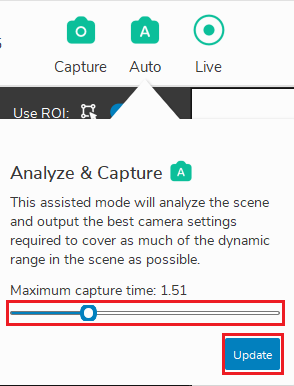 O A
Capture Auto Live
Use ROI:
Analyze & Capture A
This assisted mode will analyze the scene
and output the best camera settings
required to cover as much of the dynamic
range in the scene as possible.
Maximum capture time: 1.51
Update